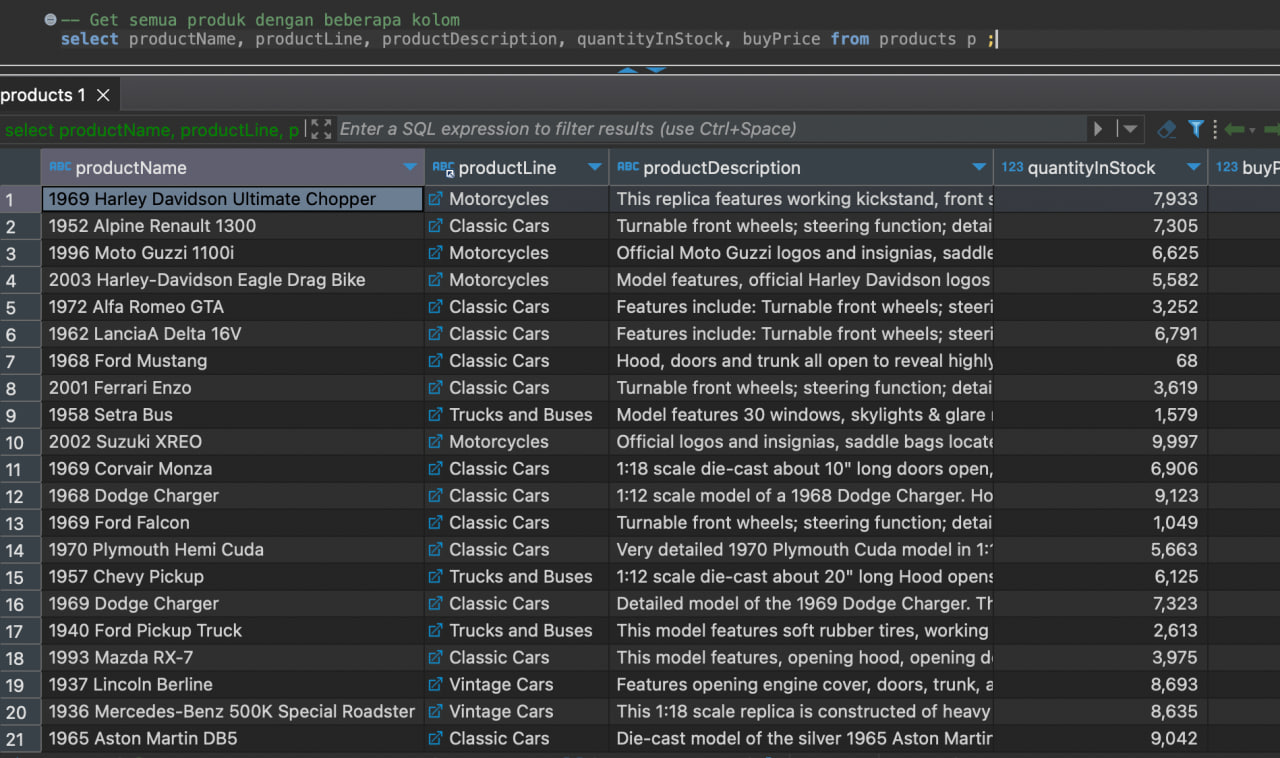 -- Get semua produk dengan beberapa kolom
select productName, productLine, productDescription, quantityInStock, buyPrice from products p ;
products 1
select productName, productLine, p Enter a SQL expression to filter results (use Ctrl+Space)
ABC productName ABC productLine ABC productDescription 123 quantityInStock 123 buyP
1 1969 Harley Davidson Ultimate Chopper Motorcycles This replica features working kickstand, front s 7,933
2 1952 Alpine Renault 1300 Classic Cars Turnable front wheels; steering function; detai 7,305
3 1996 Moto Guzzi 1100i Motorcycles Official Moto Guzzi logos and insignias, saddle 6,625
4 2003 Harley-Davidson Eagle Drag Bike Motorcycles Model features, official Harley Davidson logos 5,582
5 1972 Alfa Romeo GTA Classic Cars Features include: Turnable front wheels; steeri 3,252
6 1962 LanciaA Delta 16V Classic Cars Features include: Turnable front wheels; steeri 6,791
7 1968 Ford Mustang Classic Cars Hood, doors and trunk all open to reveal highly 68
8 2001 Ferrari Enzo Classic Cars Turnable front wheels; steering function; detai 3,619
9 1958 Setra Bus Trucks and Buses Model features 30 windows, skylights & glare 1,579
10 2002 Suzuki XREO Motorcycles Official logos and insignias, saddle bags locate 9,997
11 1969 Corvair Monza Classic Cars 1:18 scale die-cast about 10" long doors open, 6,906
12 1968 Dodge Charger Classic Cars 1:12 scale model of a 1968 Dodge Charger. Ho 9,123
13 1969 Ford Falcon Classic Cars Turnable front wheels; steering function; detai 1,049
14 1970 Plymouth Hemi Cuda Classic Cars Very detailed 1970 Plymouth Cuda model in 1:1 5,663
15 1957 Chevy Pickup Trucks and Buses 1:12 scale die-cast about 20" long Hood opens 6,125
16 1969 Dodge Charger Classic Cars Detailed model of the 1969 Dodge Charger. Th 7,323
17 1940 Ford Pickup Truck Trucks and Buses This model features soft rubber tires, working 2,613
18 1993 Mazda RX-7 Classic Cars This model features, opening hood, opening d 3,975
19 1937 Lincoln Berline Vintage Cars Features opening engine cover, doors, trunk, a 8,693
20 1936 Mercedes-Benz 500K Special Roadster Vintage Cars This 1:18 scale replica is constructed of heavy 8,635
21 1965 Aston Martin DB5 Classic Cars Die-cast model of the silver 1965 Aston Martin 9,042